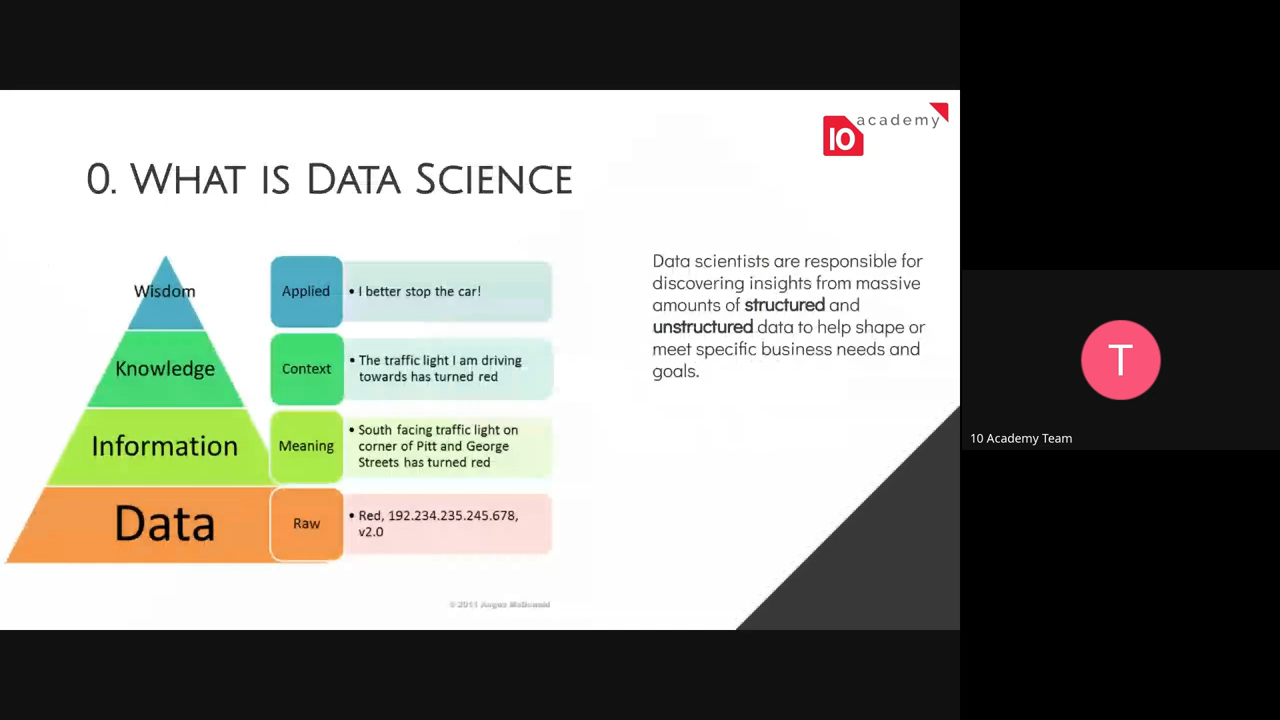 10 academy
0. What is Data Science
Wisdom
Applied
• I better stop the car!
Knowledge
Context
• The traffic light I am driving
towards has turned red
Information
Meaning
• South facing traffic light on
corner of Pitt and George
Streets has turned red
Data
Raw
• Red, 192.234.235.245.678,
v2.0
© 2011 Angus McDonald
Data scientists are responsible for
discovering insights from massive
amounts of structured and
unstructured data to help shape or
meet specific business needs and
goals.
T
10 Academy Team